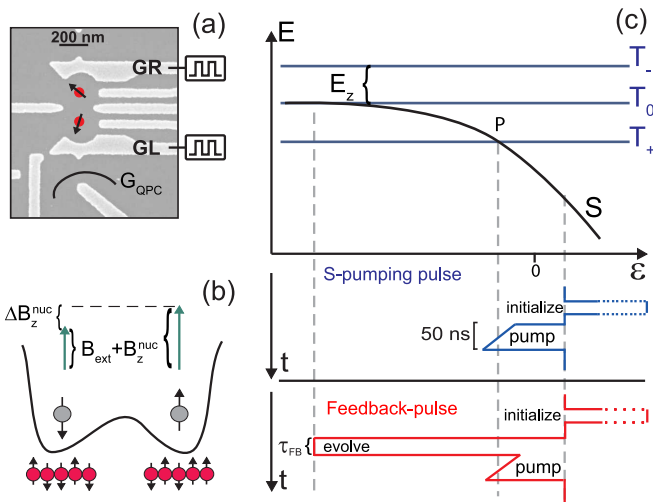 (a)
200 nm
GR
GL
G_QPC
(b)
ΔB_z^nuc
B_ext + B_z^nuc
(c)
E
T_-
E_z
T_0
P
T_+
S
0
ε
S-pumping pulse
initialize
50 ns
pump
t
Feedback-pulse
initialize
τ_FB
evolve
pump
t